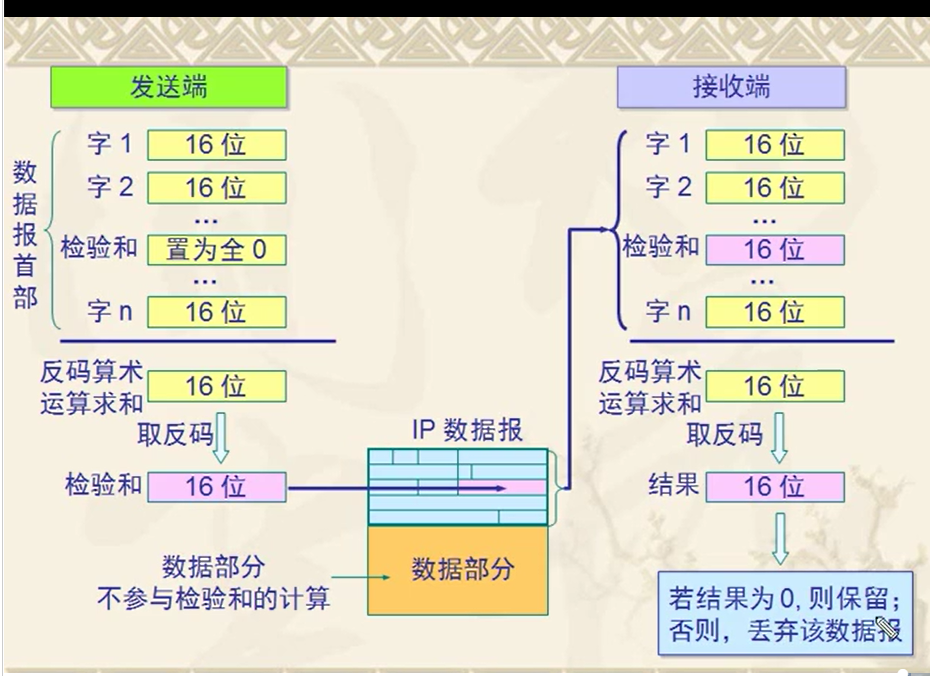 发送端
数据报首部
字 1 16 位
字 2 16 位
…
检验和 置为全 0
…
字 n 16 位
反码算术
运算求和 16 位
取反码
检验和 16 位
数据部分
不参与检验和的计算
IP 数据报
数据部分
接收端
字 1 16 位
字 2 16 位
…
检验和 16 位
…
字 n 16 位
反码算术
运算求和 16 位
取反码
结果 16 位
若结果为 0, 则保留；
否则，丢弃该数据报